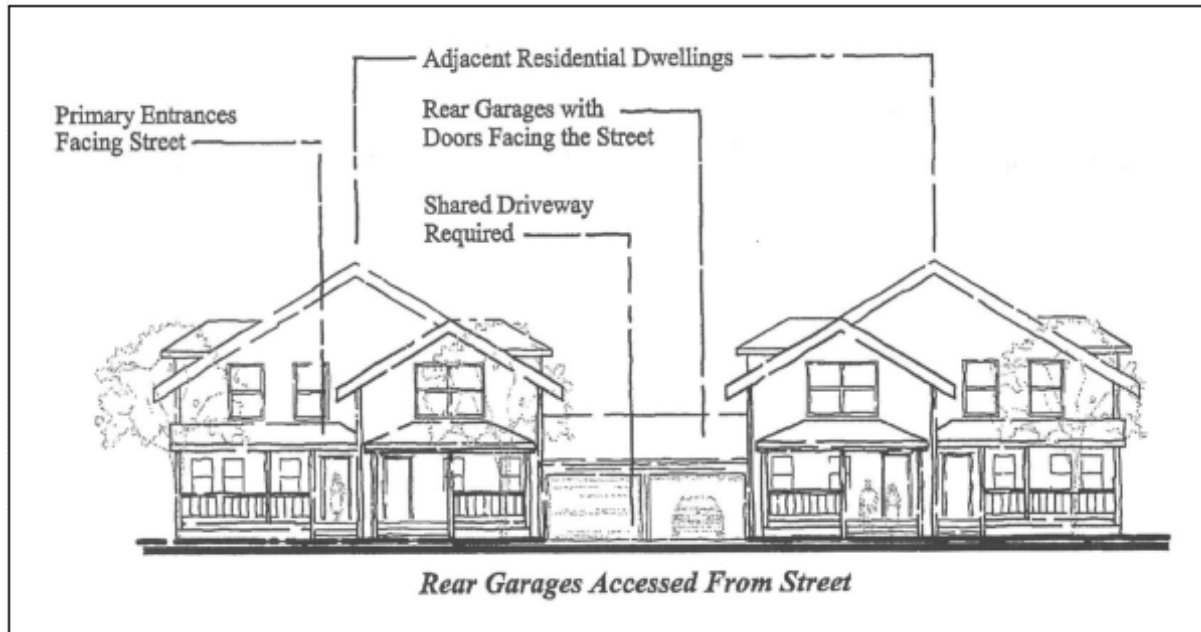 Adjacent Residential Dwellings
Primary Entrances
Facing Street
Rear Garages with
Doors Facing the Street
Shared Driveway
Required
Rear Garages Accessed From Street